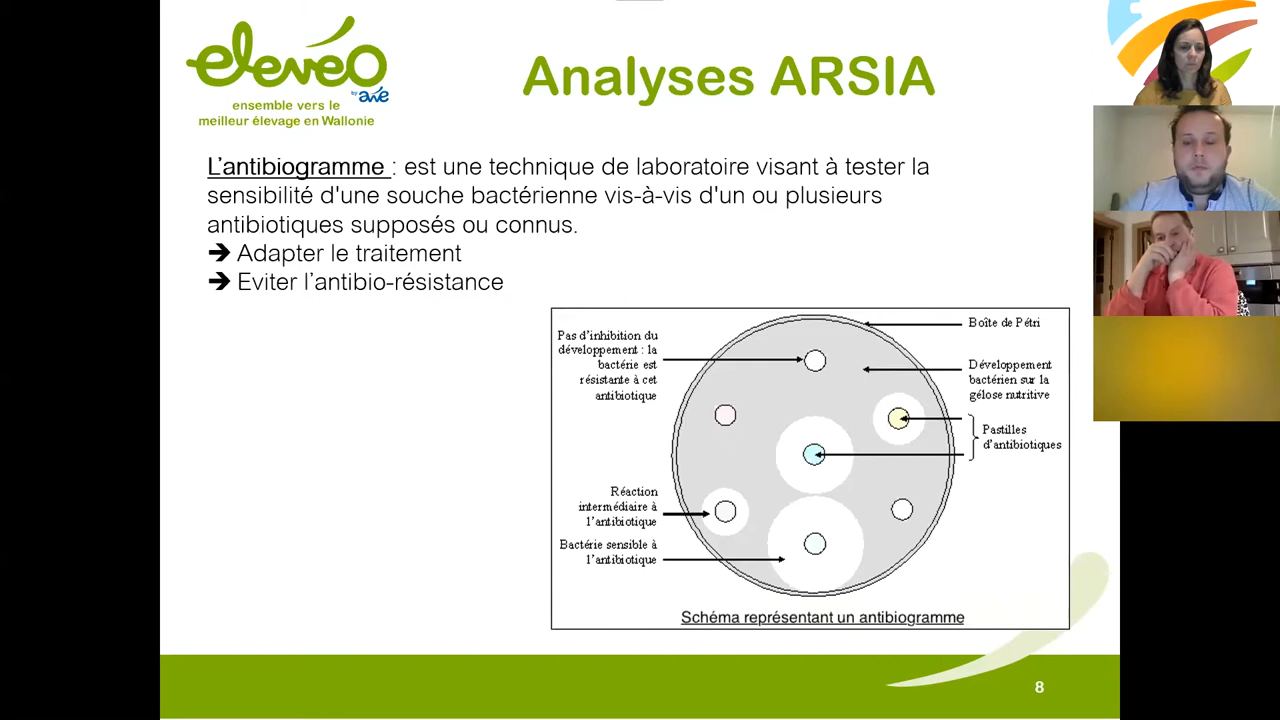 elevéo
by awé
ensemble vers le
meilleur élevage en Wallonie
Analyses ARSIA
L'antibiogramme : est une technique de laboratoire visant à tester la
sensibilité d'une souche bactérienne vis-à-vis d'un ou plusieurs
antibiotiques supposés ou connus.
➔ Adapter le traitement
➔ Eviter l'antibio-résistance
Pas d'inhibition du
développement : la
bactérie est
résistante à cet
antibiotique
Réaction
intermédiaire à
l'antibiotique
Bactérie sensible à
l'antibiotique
Boîte de Pétri
Développement
bactérien sur la
gélose nutritive
Pastilles
d'antibiotiques
Schéma représentant un antibiogramme
8